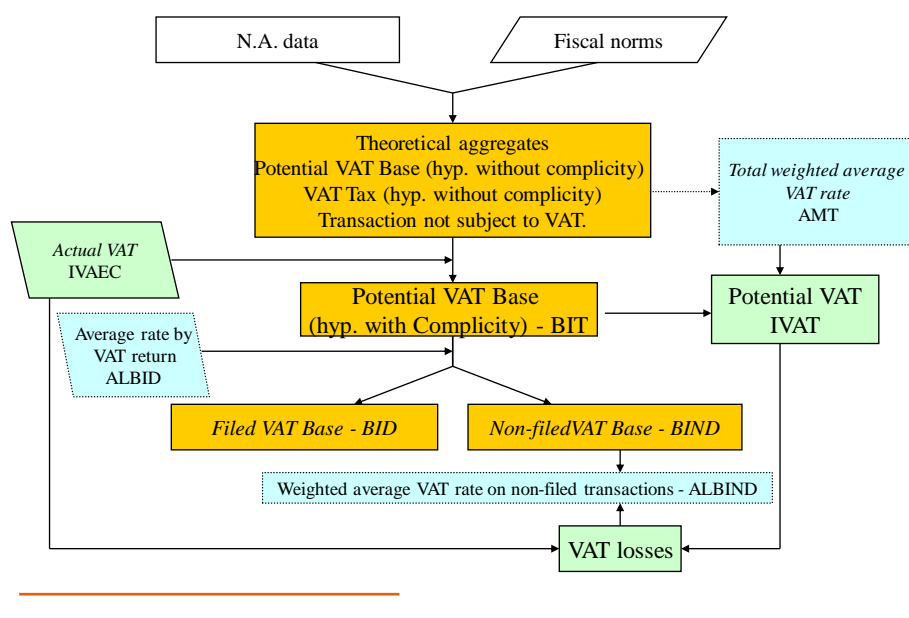 N.A. data
Fiscal norms
Theoretical aggregates
Potential VAT Base (hyp. without complicity)
VAT Tax (hyp. without complicity)
Transaction not subject to VAT.
Total weighted average
VAT rate
AMT
Actual VAT
IVAEC
Potential VAT Base
(hyp. with Complicity) - BIT
Potential VAT
IVAT
Average rate by
VAT return
ALBID
Filed VAT Base - BID
Non-filedVAT Base - BIND
Weighted average VAT rate on non-filed transactions - ALBIND
VAT losses